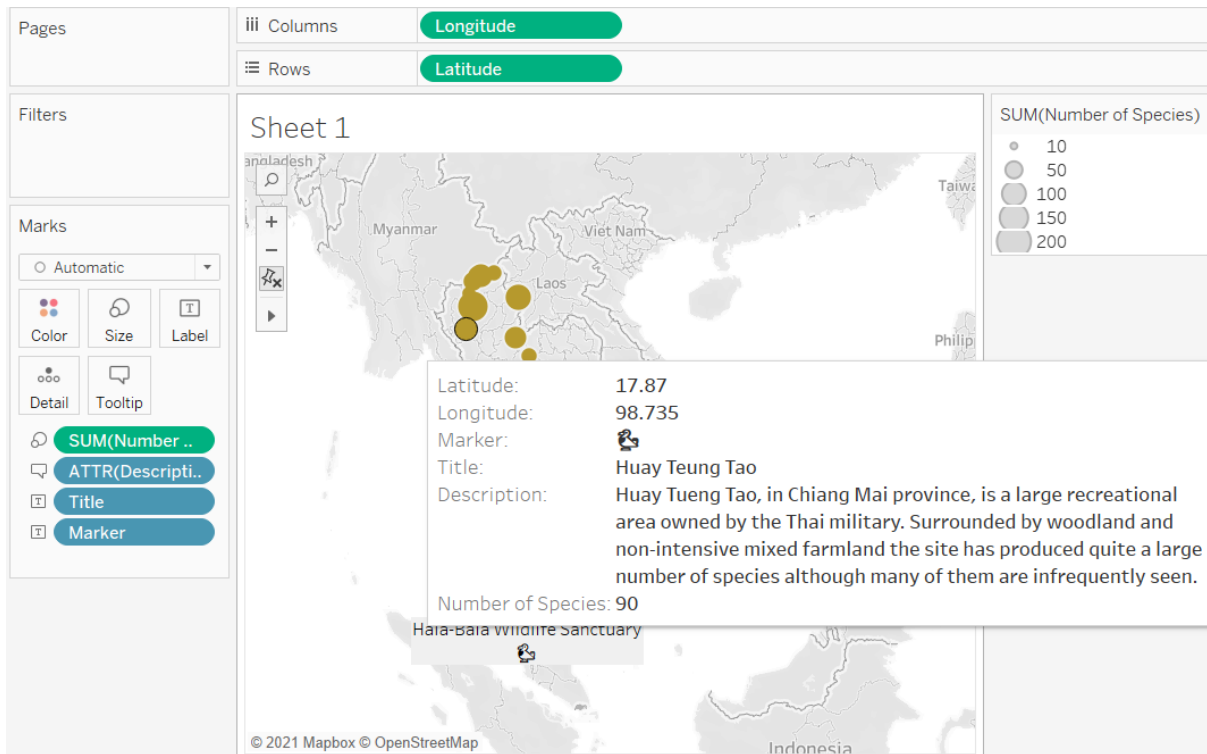 Pages
iii Columns
Longitude
Rows
Latitude
Filters
Sheet 1
SUM(Number of Species)
10
50
100
150
200
angladesh
Myanmar
Viet Nam
Laos
Taiwa
Philip
Marks
Automatic
Color
Size
T
Label
Detail
Tooltip
SUM(Number ..
ATTR(Descripti..
T
Title
T
Marker
Latitude: 17.87
Longitude: 98.735
Marker:
Title: Huay Teung Tao
Description: Huay Tueng Tao, in Chiang Mai province, is a large recreational
area owned by the Thai military. Surrounded by woodland and
non-intensive mixed farmland the site has produced quite a large
number of species although many of them are infrequently seen.
Number of Species: 90
Hala-Bala Wildlife Sanctuary
Indonesia
© 2021 Mapbox © OpenStreetMap